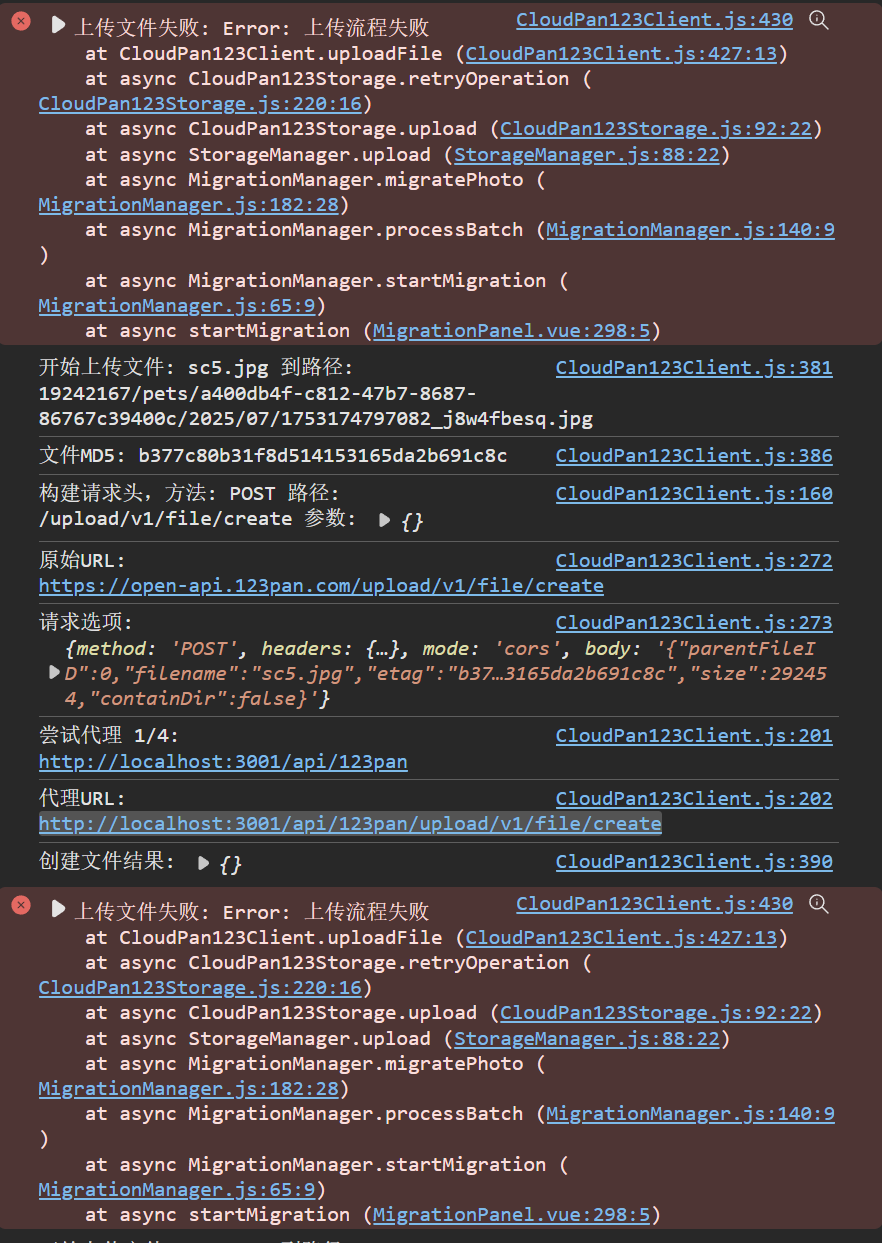 上传文件失败: Error: 上传流程失败 CloudPan123Client.js:430
at CloudPan123Client.uploadFile (CloudPan123Client.js:427:13)
at async CloudPan123Storage.retryOperation (
CloudPan123Storage.js:220:16)
at async CloudPan123Storage.upload (CloudPan123Storage.js:92:22)
at async StorageManager.upload (StorageManager.js:88:22)
at async MigrationManager.migratePhoto (
MigrationManager.js:182:28)
at async MigrationManager.processBatch (MigrationManager.js:140:9
)
at async MigrationManager.startMigration (
MigrationManager.js:65:9)
at async startMigration (MigrationPanel.vue:298:5)
开始上传文件: sc5.jpg 到路径: CloudPan123Client.js:381
19242167/pets/a400db4f-c812-47b7-8687-
86767c39400c/2025/07/1753174797082_j8w4fbesq.jpg
文件MD5: b377c80b31f8d514153165da2b691c8c CloudPan123Client.js:386
构建请求头，方法: POST 路径: CloudPan123Client.js:160
/upload/v1/file/create 参数: {}
原始URL: CloudPan123Client.js:272
https://open-api.123pan.com/upload/v1/file/create
请求选项: CloudPan123Client.js:273
{method: 'POST', headers: {…}, mode: 'cors', body: '{"parentFileI
D":0,"filename":"sc5.jpg","etag":"b37…3165da2b691c8c","size":29245
4,"containDir":false}'}
尝试代理 1/4: CloudPan123Client.js:201
http://localhost:3001/api/123pan
代理URL: CloudPan123Client.js:202
http://localhost:3001/api/123pan/upload/v1/file/create
创建文件结果: {} CloudPan123Client.js:390
上传文件失败: Error: 上传流程失败 CloudPan123Client.js:430
at CloudPan123Client.uploadFile (CloudPan123Client.js:427:13)
at async CloudPan123Storage.retryOperation (
CloudPan123Storage.js:220:16)
at async CloudPan123Storage.upload (CloudPan123Storage.js:92:22)
at async StorageManager.upload (StorageManager.js:88:22)
at async MigrationManager.migratePhoto (
MigrationManager.js:182:28)
at async MigrationManager.processBatch (MigrationManager.js:140:9
)
at async MigrationManager.startMigration (
MigrationManager.js:65:9)
at async startMigration (MigrationPanel.vue:298:5)